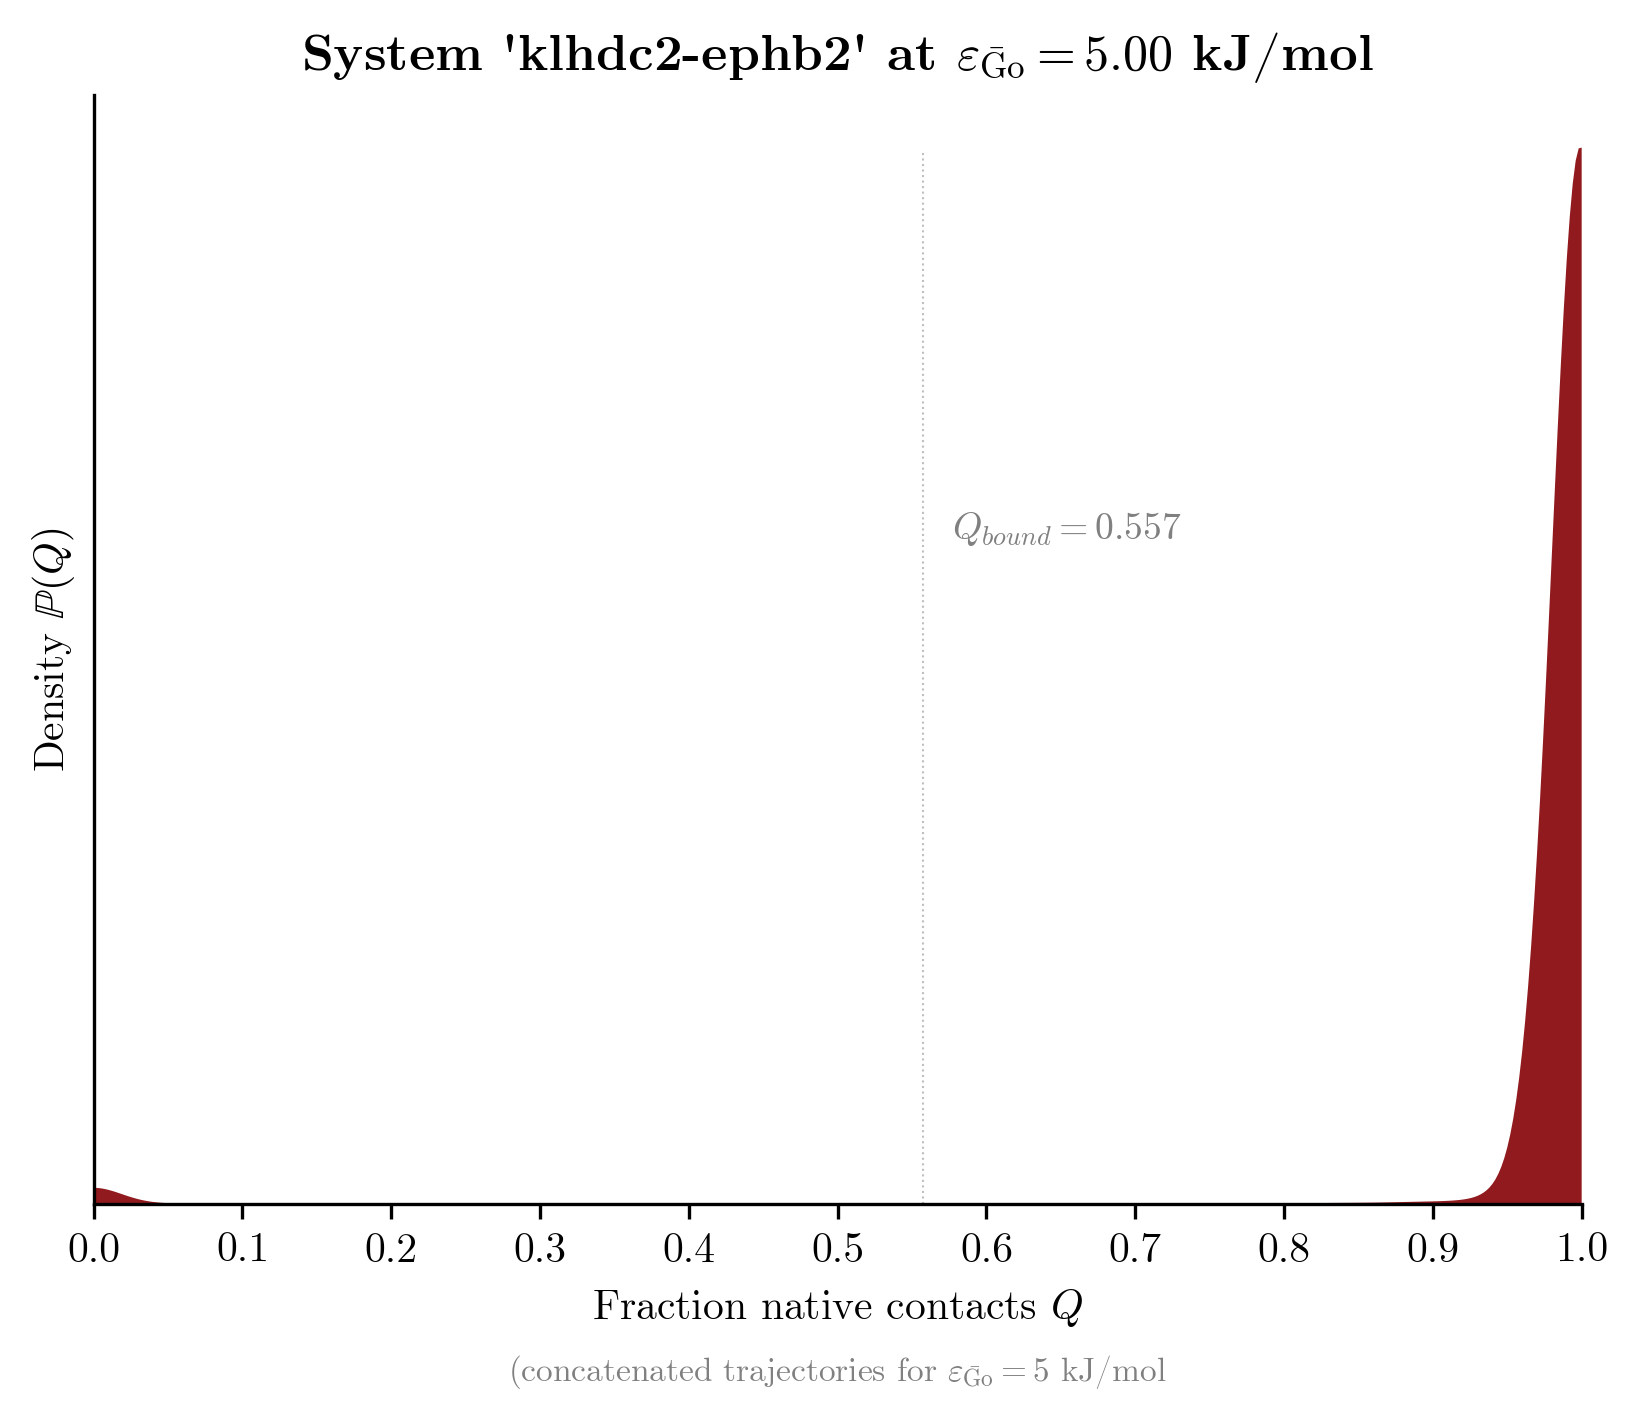 System 'klhdc2-ephb2' at ε_Ḡo = 5.00 kJ/mol
Density ℙ(Q)
Q_bound = 0.557
0.0 0.1 0.2 0.3 0.4 0.5 0.6 0.7 0.8 0.9 1.0
Fraction native contacts Q
(concatenated trajectories for ε_Ḡo = 5 kJ/mol